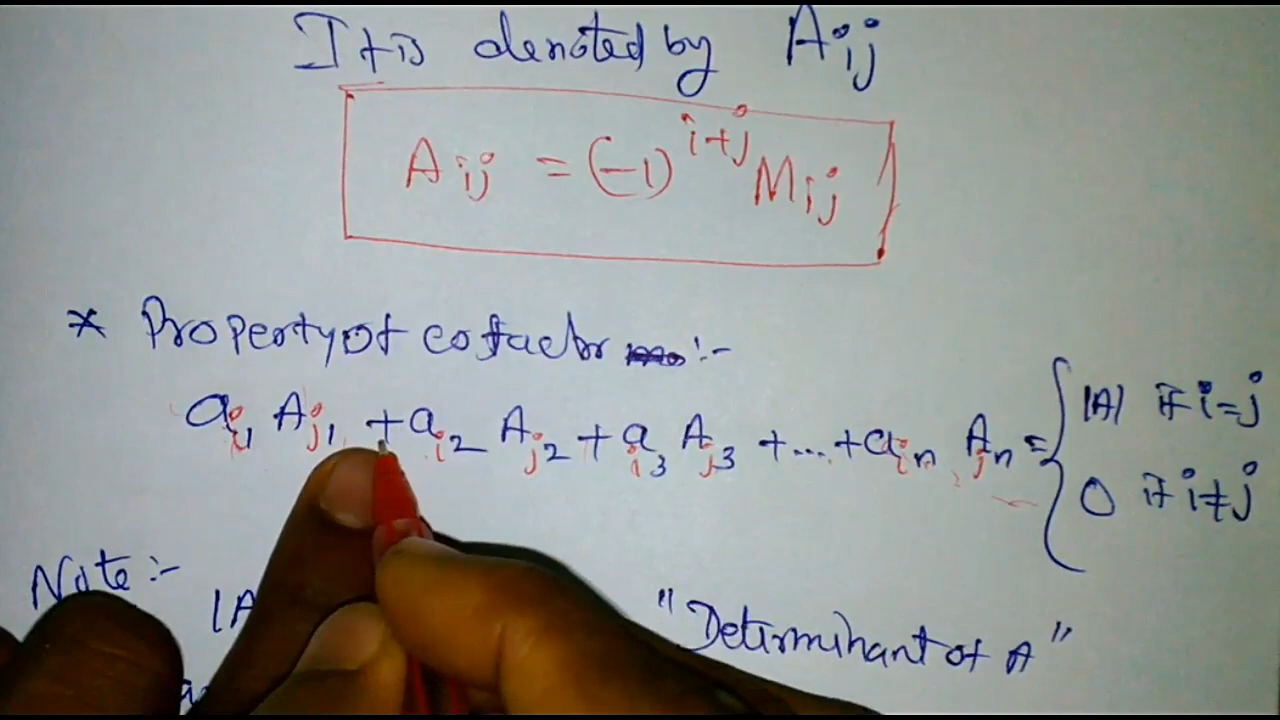 It is denoted by Aij
Aij = (-1)^i+j Mij
* Property of cofactor :-
ai1 Aj1 + ai2 Aj2 + ai3 Aj3 + ... + ain Ajn = { |A| if i=j
0 if i≠j
Note :-
|A "Determinant of A"